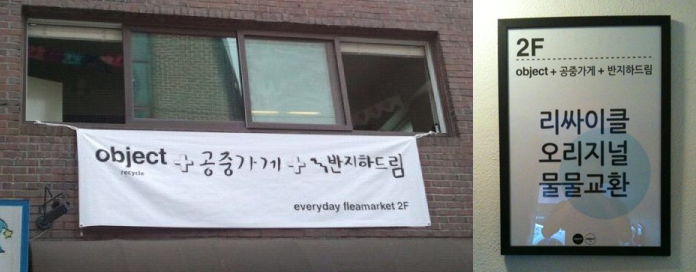 object + 공중가게 + 반지하드림
recycle
everyday fleamarket 2F
2F
object + 공중가게 + 반지하드림
리싸이클
오리지널
물물교환